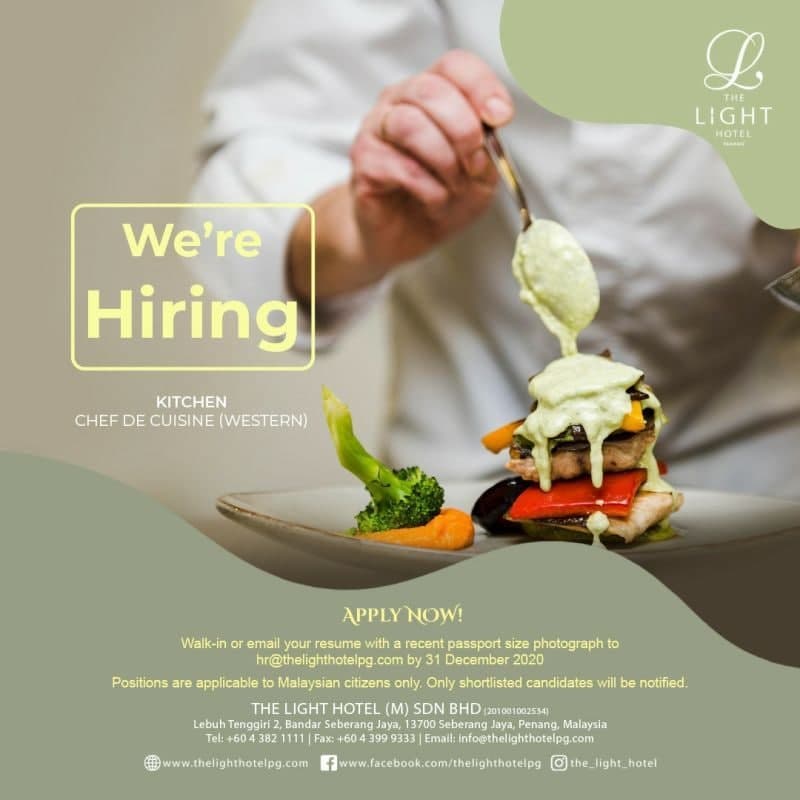 L
THE
LIGHT
HOTEL
PENANG
We're
Hiring
KITCHEN
CHEF DE CUISINE (WESTERN)
APPLY NOW!
Walk-in or email your resume with a recent passport size photograph to
hr@thelighthotelpg.com by 31 December 2020
Positions are applicable to Malaysian citizens only. Only shortlisted candidates will be notified.
THE LIGHT HOTEL (M) SDN BHD (201001002534)
Lebuh Tenggiri 2, Bandar Seberang Jaya, 13700 Seberang Jaya, Penang, Malaysia
Tel: +60 4 382 1111 | Fax: +60 4 399 9333 | Email: info@thelighthotelpg.com
www.thelighthotelpg.com www.facebook.com/thelighthotelpg the_light_hotel